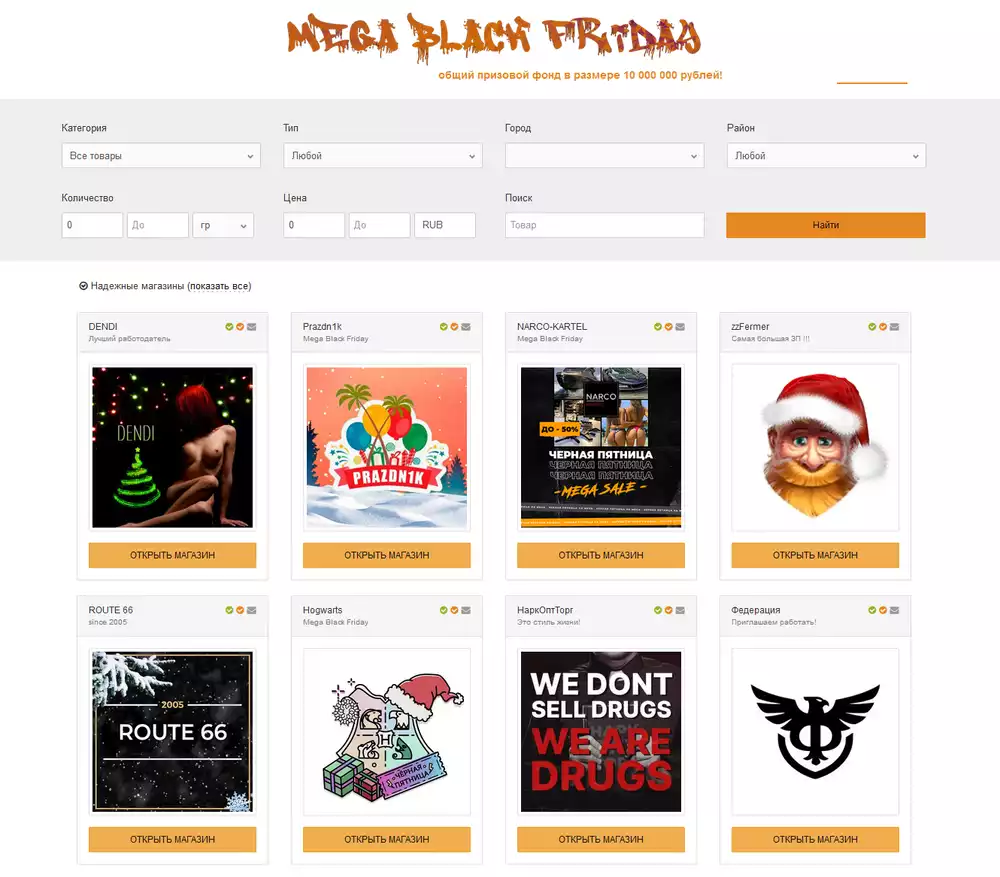 MEGA BLACK FRIDAY
общий призовой фонд в размере 10 000 000 рублей!
Категория Тип Город Район
Все товары Любой Любой
Количество Цена Поиск
0 До гр 0 До RUB Товар Найти
Надежные магазины (показать все)
DENDI Prazdn1k NARCO-KARTEL zzFermer
Лучший работодатель Mega Black Friday Mega Black Friday Самая большая ЗП !!!
NARCO
DENDI
ДО - 50%
ЧЕРНАЯ ПЯТНИЦА
ЧЕРНАЯ ПЯТНИЦА
ЧЕРНАЯ ПЯТНИЦА
PRAZDN1K
-MEGA SALE-
ОТКРЫТЬ МАГАЗИН ОТКРЫТЬ МАГАЗИН ОТКРЫТЬ МАГАЗИН ОТКРЫТЬ МАГАЗИН
ROUTE 66 Hogwarts НаркОптТорг Федерация
since 2005 Mega Black Friday Это стиль жизни! Приглашаем работать!
2005
ROUTE 66
H
ЧЁРНАЯ
ПЯТНИЦА
WE DONT
SELL DRUGS
WE ARE
DRUGS
ОТКРЫТЬ МАГАЗИН ОТКРЫТЬ МАГАЗИН ОТКРЫТЬ МАГАЗИН ОТКРЫТЬ МАГАЗИН